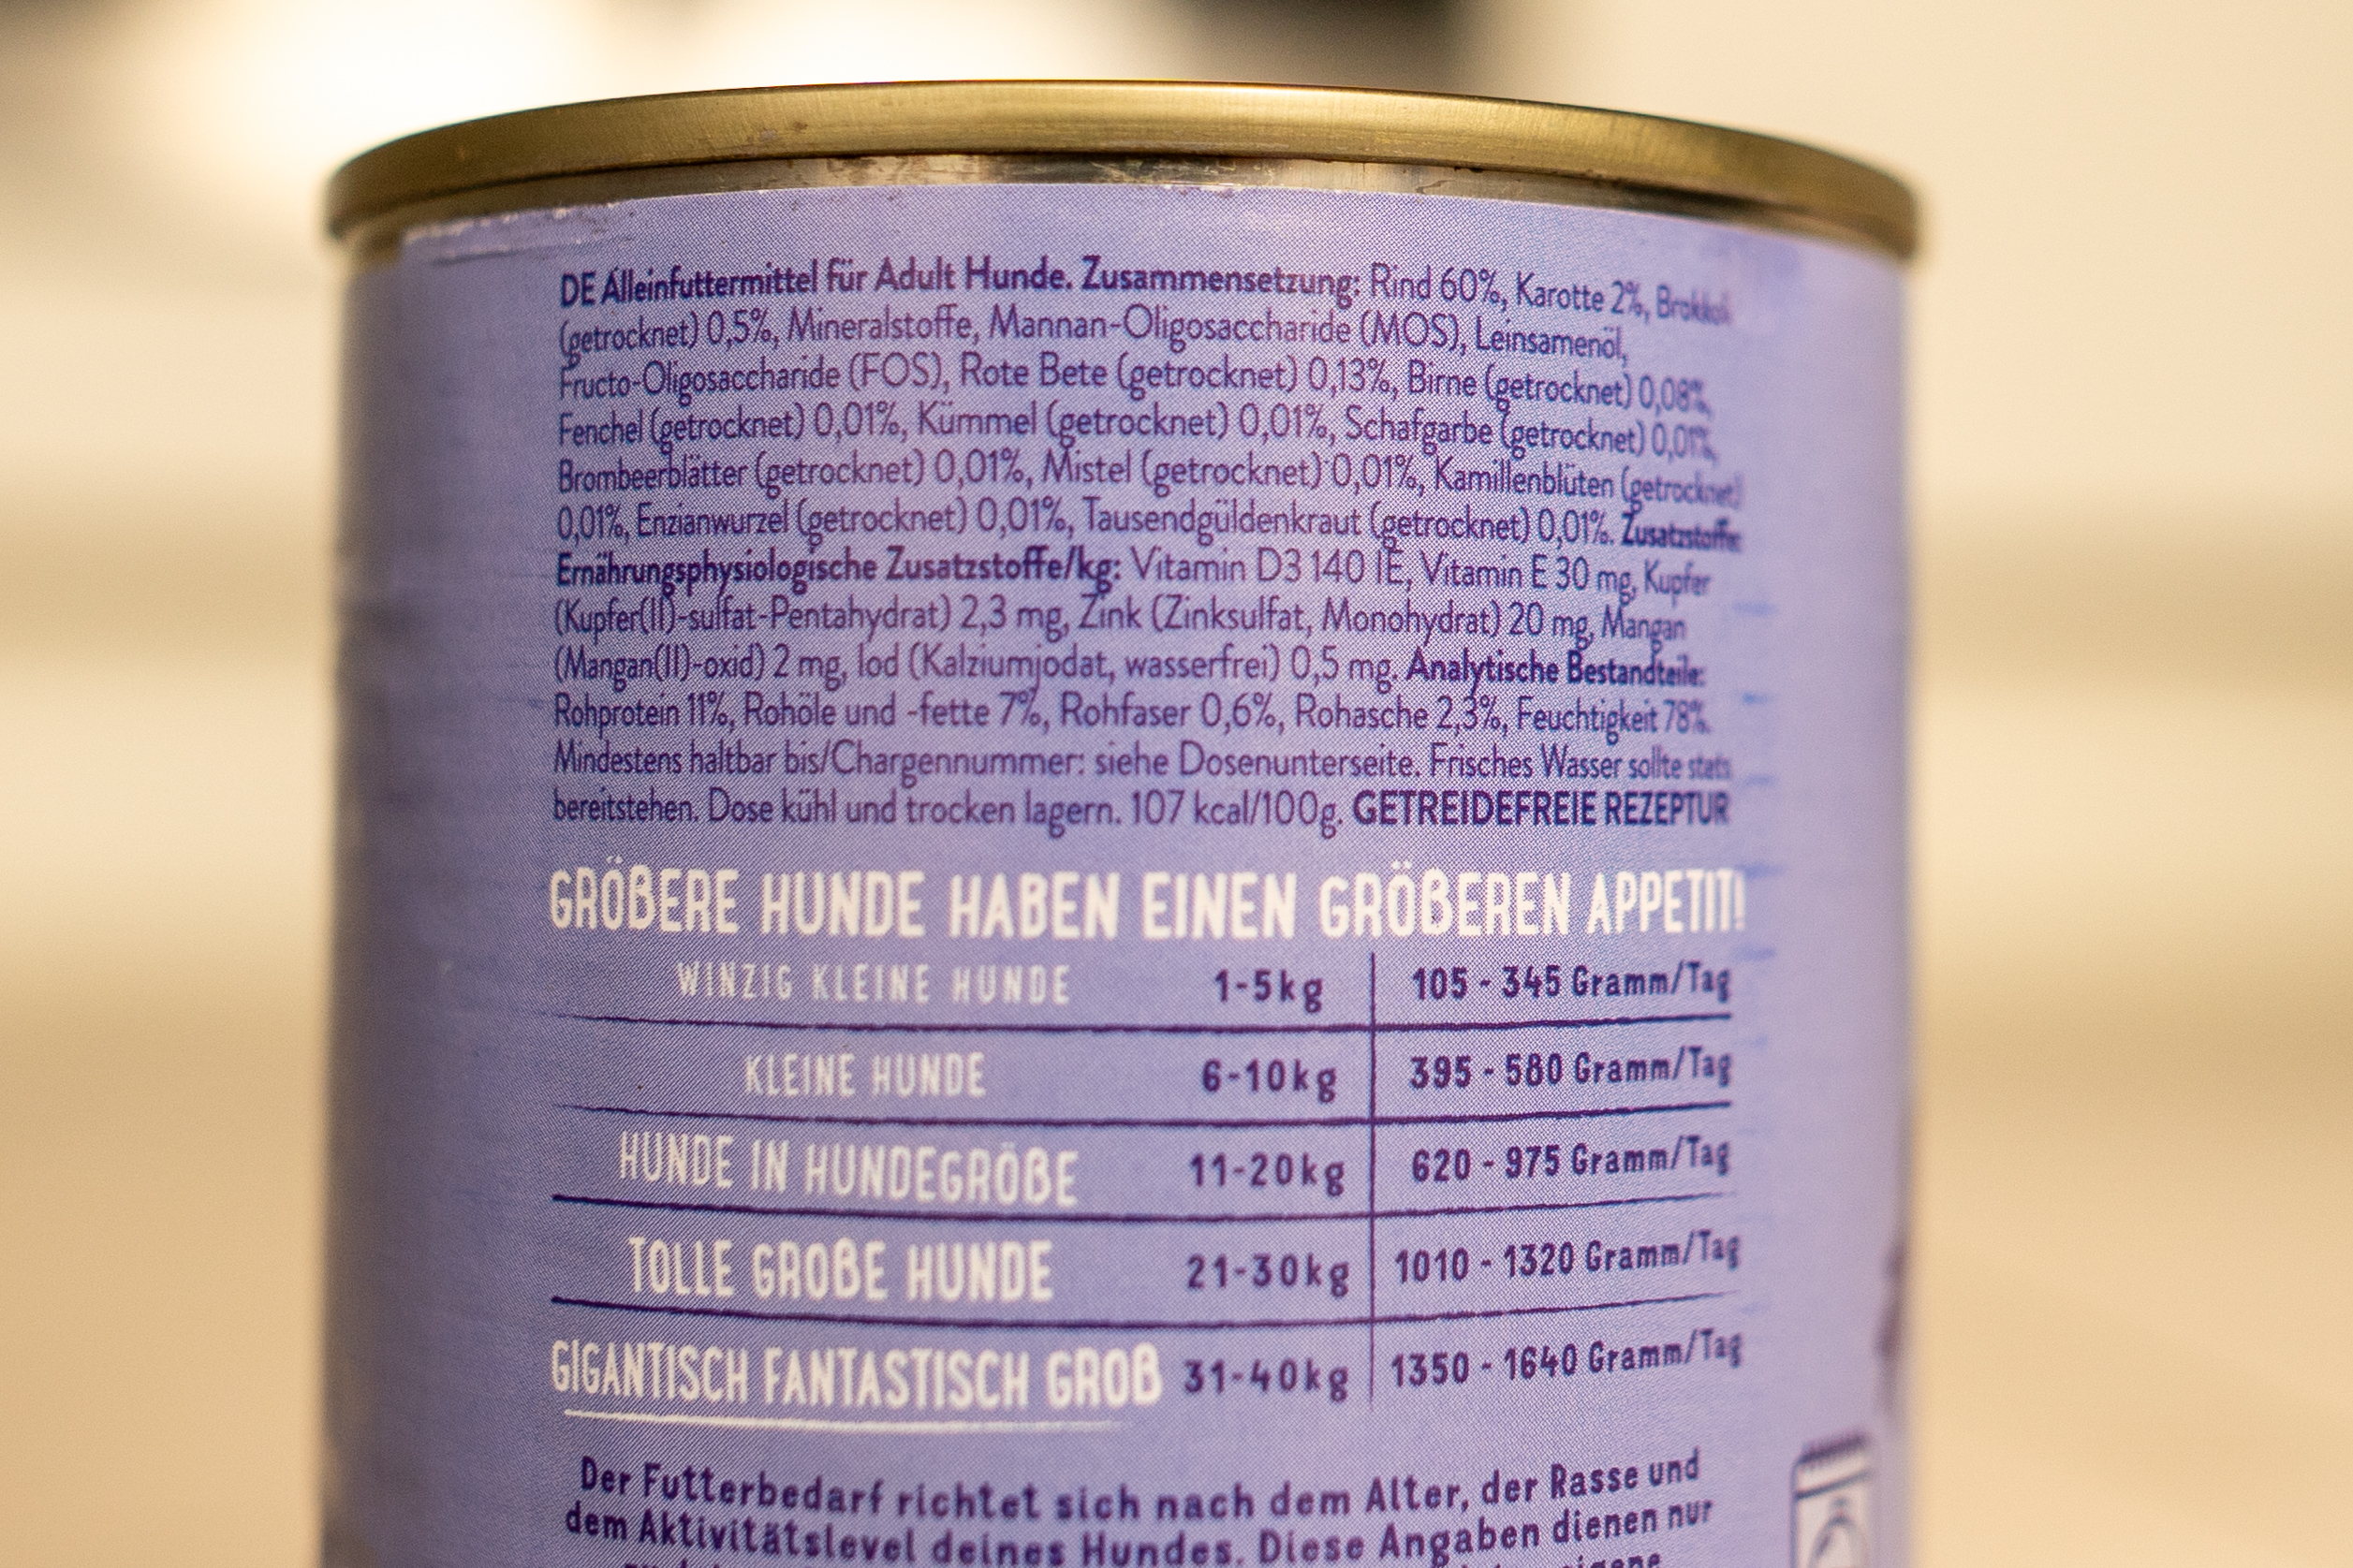 DE Alleinfuttermittel für Adult Hunde. Zusammensetzung: Rind 60%, Karotte 2%, Brokkoli
(getrocknet) 0,5%, Mineralstoffe, Mannan-Oligosaccharide (MOS), Leinsamenöl,
Fructo-Oligosaccharide (FOS), Rote Bete (getrocknet) 0,13%, Birne (getrocknet) 0,08%,
Fenchel (getrocknet) 0,01%, Kümmel (getrocknet) 0,01%, Schafgarbe (getrocknet) 0,01%,
Brombeerblätter (getrocknet) 0,01%, Mistel (getrocknet) 0,01%, Kamillenblüten (getrocknet)
0,01%, Enzianwurzel (getrocknet) 0,01%, Tausendgüldenkraut (getrocknet) 0,01%. Zusatzstoffe:
Ernährungsphysiologische Zusatzstoffe/kg: Vitamin D3 140 IE, Vitamin E 30 mg, Kupfer
(Kupfer(II)-sulfat-Pentahydrat) 2,3 mg, Zink (Zinksulfat, Monohydrat) 20 mg, Mangan
(Mangan(II)-oxid) 2 mg, Iod (Kalziumjodat, wasserfrei) 0,5 mg. Analytische Bestandteile:
Rohprotein 11%, Rohöle und -fette 7%, Rohfaser 0,6%, Rohasche 2,3%, Feuchtigkeit 78%.
Mindestens haltbar bis/Chargennummer: siehe Dosenunterseite. Frisches Wasser sollte stets
bereitstehen. Dose kühl und trocken lagern. 107 kcal/100g. GETREIDEFREIE REZEPTUR
GRÖßERE HUNDE HABEN EINEN GRÖßEREN APPETIT!
WINZIG KLEINE HUNDE 1-5kg 105 - 345 Gramm/Tag
KLEINE HUNDE 6-10kg 395 - 580 Gramm/Tag
HUNDE IN HUNDEGRÖßE 11-20kg 620 - 975 Gramm/Tag
TOLLE GROßE HUNDE 21-30kg 1010 - 1320 Gramm/Tag
GIGANTISCH FANTASTISCH GROß 31-40kg 1350 - 1640 Gramm/Tag
Der Futterbedarf richtet sich nach dem Alter, der Rasse und
dem Aktivitätslevel deines Hundes. Diese Angaben dienen nur